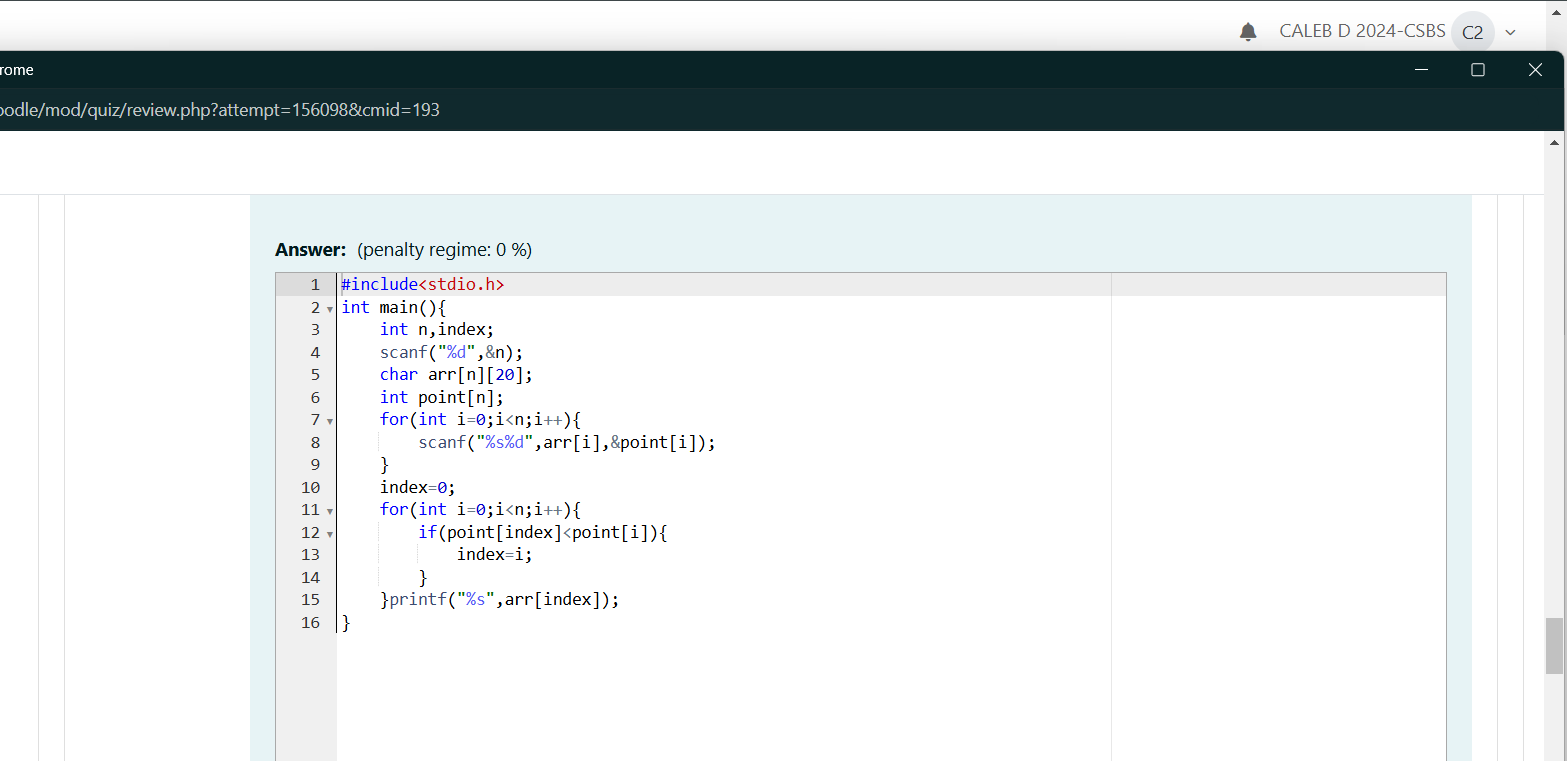 CALEB D 2024-CSBS C2
rome
oodle/mod/quiz/review.php?attempt=156098&cmid=193
Answer: (penalty regime: 0 %)
1 #include<stdio.h>
2 int main(){
3     int n,index;
4     scanf("%d",&n);
5     char arr[n][20];
6     int point[n];
7     for(int i=0;i<n;i++){
8         scanf("%s%d",arr[i],&point[i]);
9     }
10     index=0;
11     for(int i=0;i<n;i++){
12         if(point[index]<point[i]){
13             index=i;
14         }
15     }printf("%s",arr[index]);
16 }